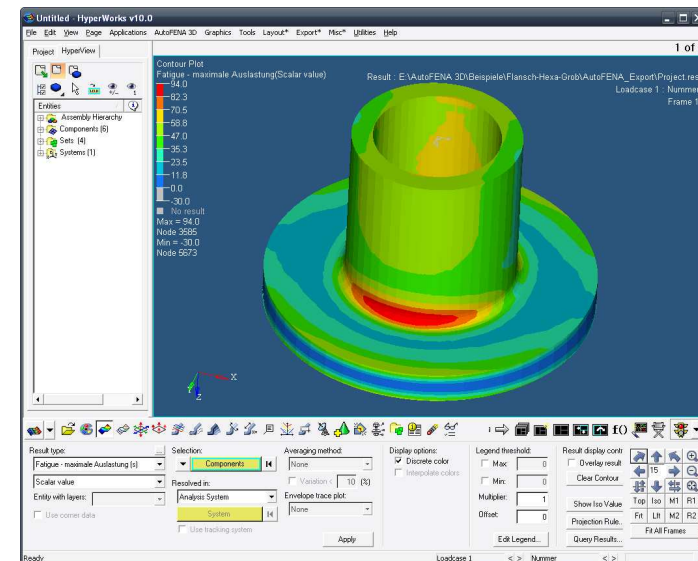 Untitled - HyperWorks v10.0
File Edit View Page Applications AutoFENA 3D Graphics Tools Layout* Export* Misc* Utilities Help
Project HyperView
1 of
Contour Plot
Fatigue - maximale Auslastung(Scalar value)
Result : E:\AutoFENA 3D\Beispiele\Flansch-Hexa-Grob\AutoFENA_Export\Project.res
Loadcase 1 : Nummer
Frame 1
94.0
82.3
70.5
58.8
47.0
35.3
23.5
11.8
0.0
-30.0
No result
Max = 94.0
Node 3585
Min = -30.0
Node 5673
Entities
Assembly Hierarchy
Components (6)
Sets (4)
Systems (1)
X
Y
Z
f()
Result type:
Fatigue - maximale Auslastung (s)
Scalar value
Entity with layers:
Use corner data
Selection:
Components
Resolved in:
Analysis System
System
Use tracking system
Averaging method:
None
Variation <
10 (%)
Envelope trace plot:
None
Apply
Display options:
Discrete color
Interpolate colors
Legend threshold:
Max: 0
Min: 0
Multiplier: 1
Offset: 0
Edit Legend...
Result display contr
Overlay result
Clear Contour
Show Iso Value
Projection Rule..
Query Results...
15
Top Iso M1 R1
Frt Lft M2 R2
Fit All Frames
Ready
Loadcase 1 < > Nummer < >